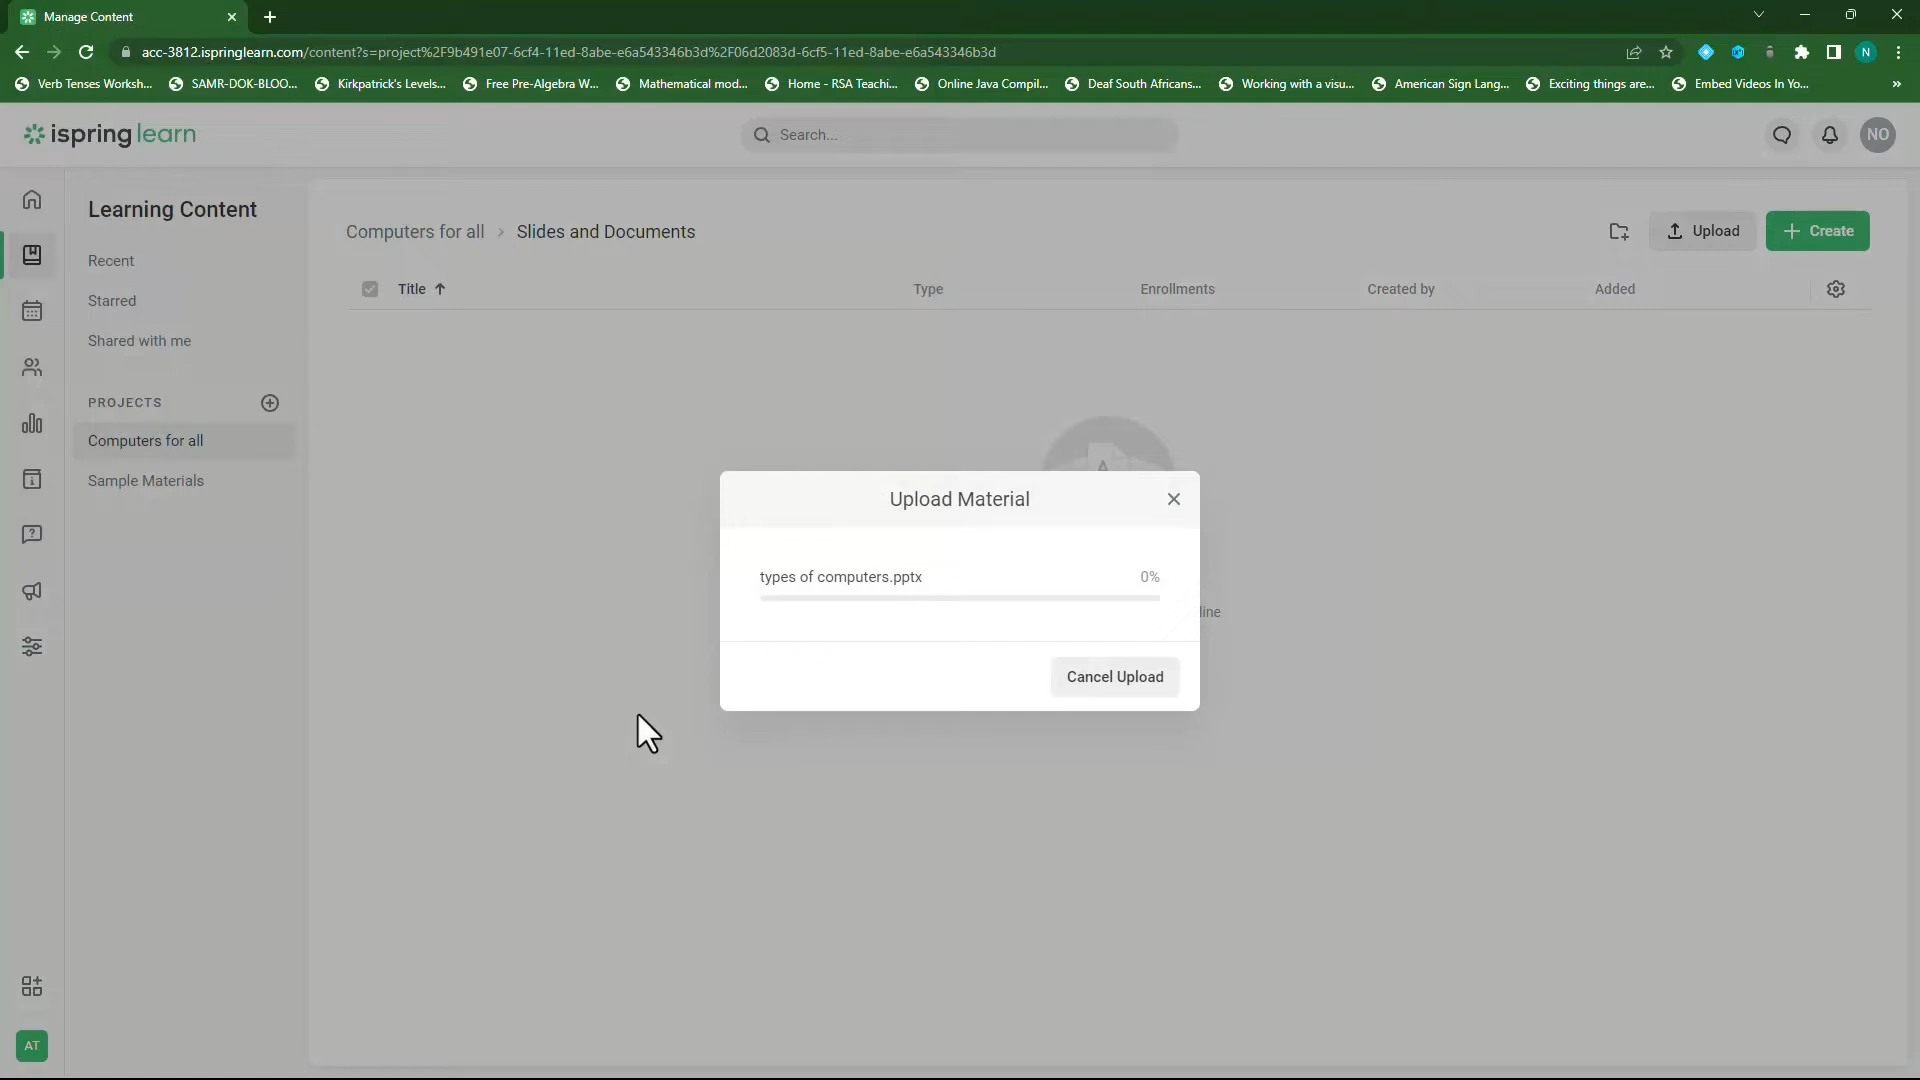 Manage Content
acc-3812.ispringlearn.com/content?s=project%2F9b491e07-6cf4-11ed-8abe-e6a543346b3d%2F06d2083d-6cf5-11ed-8abe-e6a543346b3d
N
Verb Tenses Worksh... SAMR-DOK-BLOO... Kirkpatrick's Levels... Free Pre-Algebra W... Mathematical mod... Home - RSA Teachi... Online Java Compil... Deaf South Africans... Working with a visu... American Sign Lang... Exciting things are... Embed Videos In Yo... »
ispring learn
Search...
NO
Learning Content
Recent
Starred
Shared with me
PROJECTS
Computers for all
Sample Materials
AT
Computers for all > Slides and Documents
Upload
Create
Title Type Enrollments Created by Added
Upload Material
types of computers.pptx 0%
line
Cancel Upload